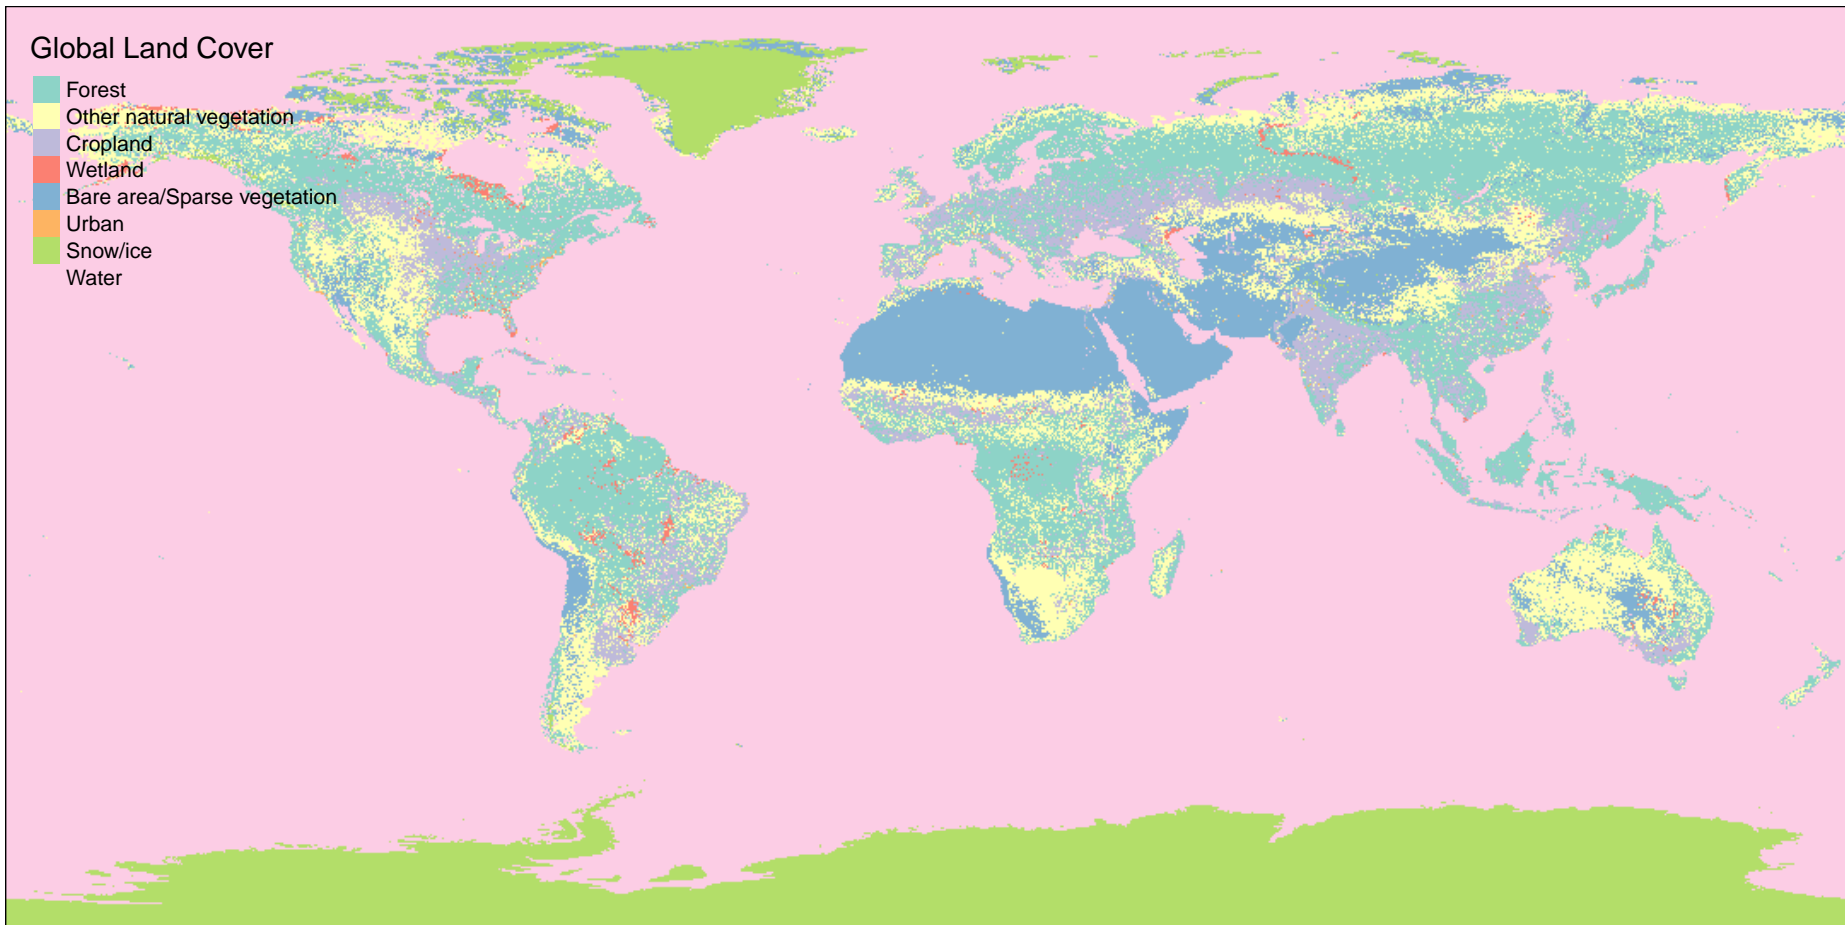 Global Land Cover
Forest
Other natural vegetation
Cropland
Wetland
Bare area/Sparse vegetation
Urban
Snow/ice
Water